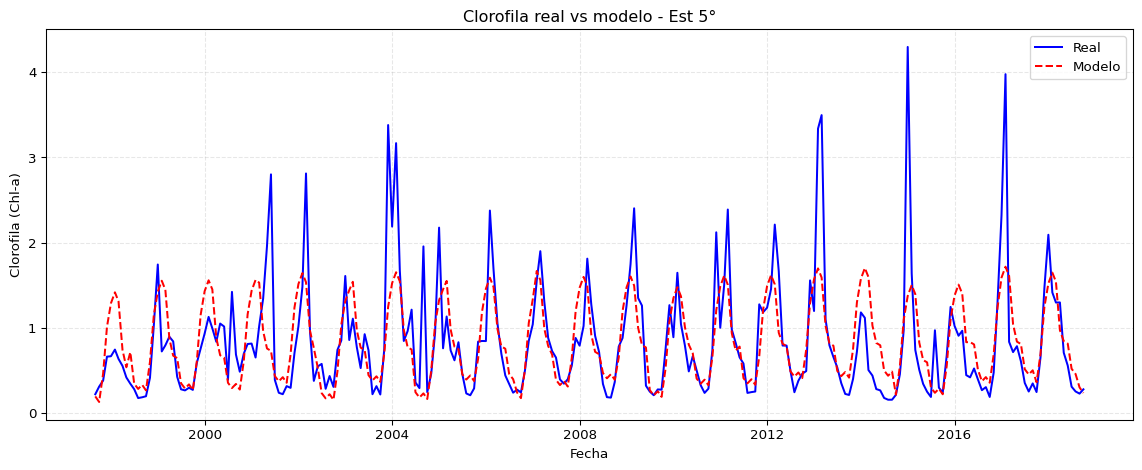 Clorofila real vs modelo - Est 5°
Real
Modelo
Clorofila (Chl-a)
4
3
2
1
0
2000
2004
2008
2012
2016
Fecha